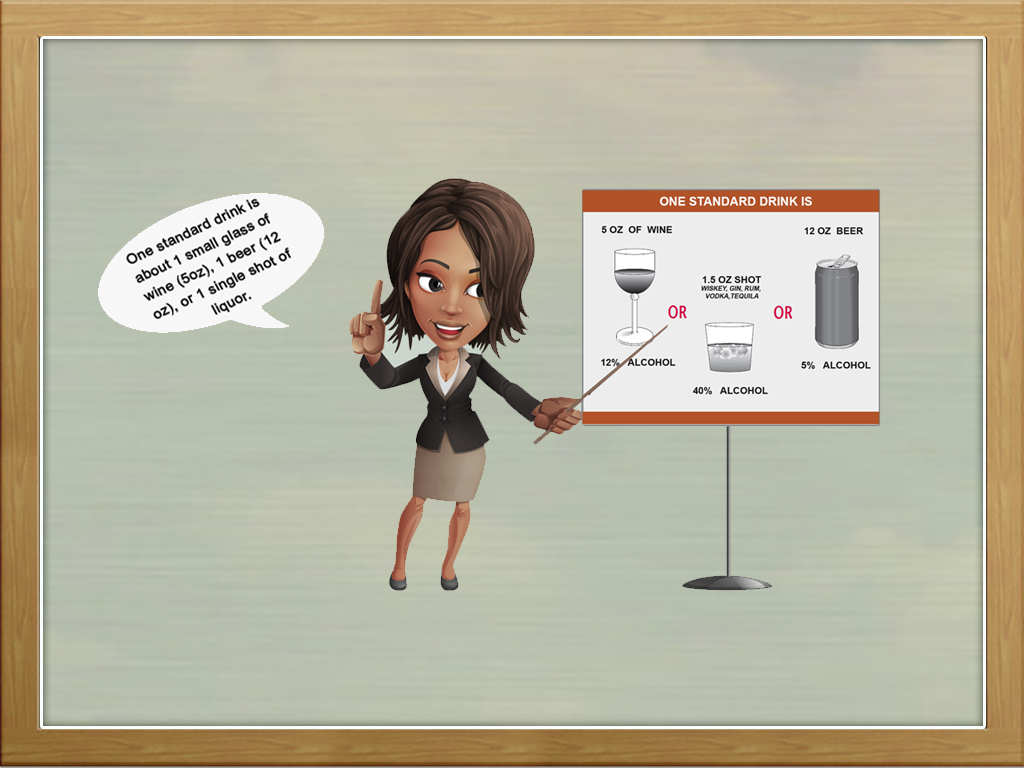 One standard drink is
about 1 small glass of
wine (5oz), 1 beer (12
oz), or 1 single shot of
liquor.
ONE STANDARD DRINK IS
5 OZ OF WINE
12 OZ BEER
1.5 OZ SHOT
WISKEY, GIN, RUM,
VODKA,TEQUILA
OR
OR
12% ALCOHOL
5% ALCOHOL
40% ALCOHOL